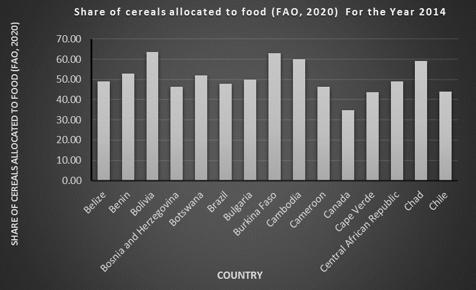 Share of cereals allocated to food (FAO, 2020) For the Year 2014
SHARE OF CEREALS ALLOCATED TO FOOD (FAO, 2020)
70.00
60.00
50.00
40.00
30.00
20.00
10.00
0.00
Belize
Benin
Bolivia
Bosnia and Herzegovina
Botswana
Brazil
Bulgaria
Burkina Faso
Cambodia
Cameroon
Canada
Cape Verde
Central African Republic
Chad
Chile
COUNTRY